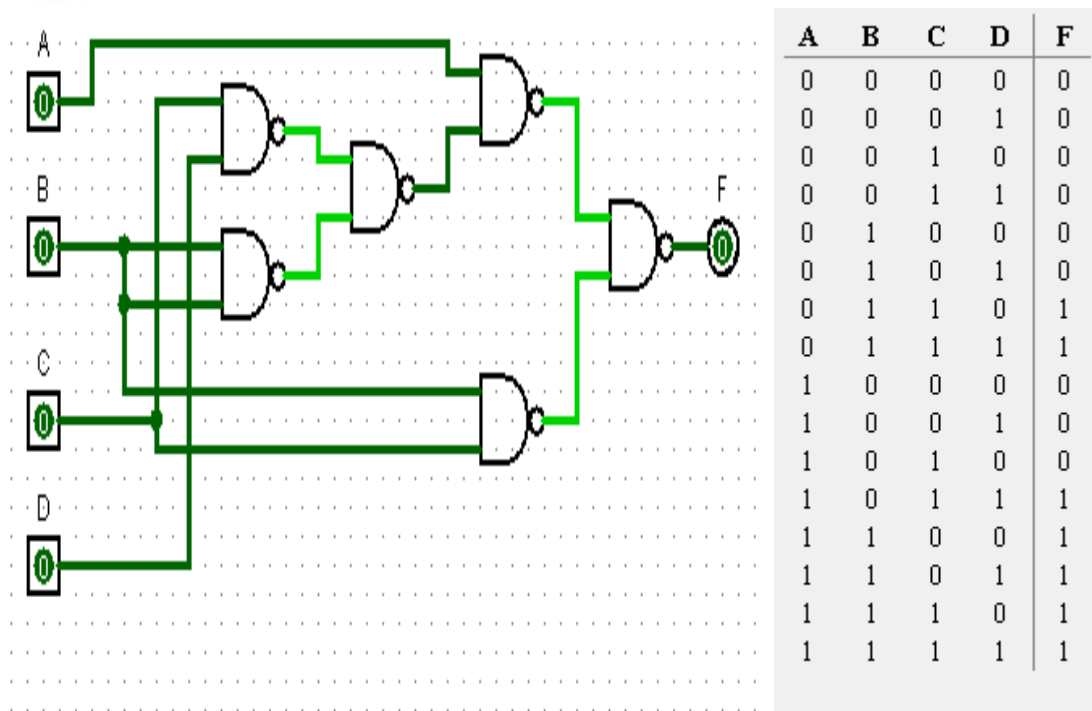 A
0
B
0
C
0
D
0
F
0
A B C D F
0 0 0 0 0
0 0 0 1 0
0 0 1 0 0
0 0 1 1 0
0 1 0 0 0
0 1 0 1 0
0 1 1 0 1
0 1 1 1 1
1 0 0 0 0
1 0 0 1 0
1 0 1 0 0
1 0 1 1 1
1 1 0 0 1
1 1 0 1 1
1 1 1 0 1
1 1 1 1 1